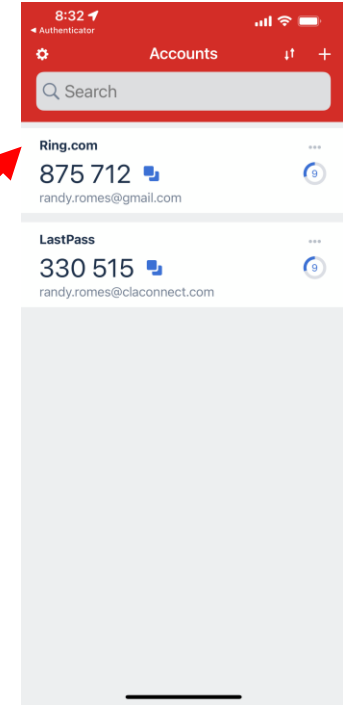 8:32
◄ Authenticator
Accounts
Search
Ring.com
875 712
9
randy.romes@gmail.com
LastPass
330 515
9
randy.romes@claconnect.com